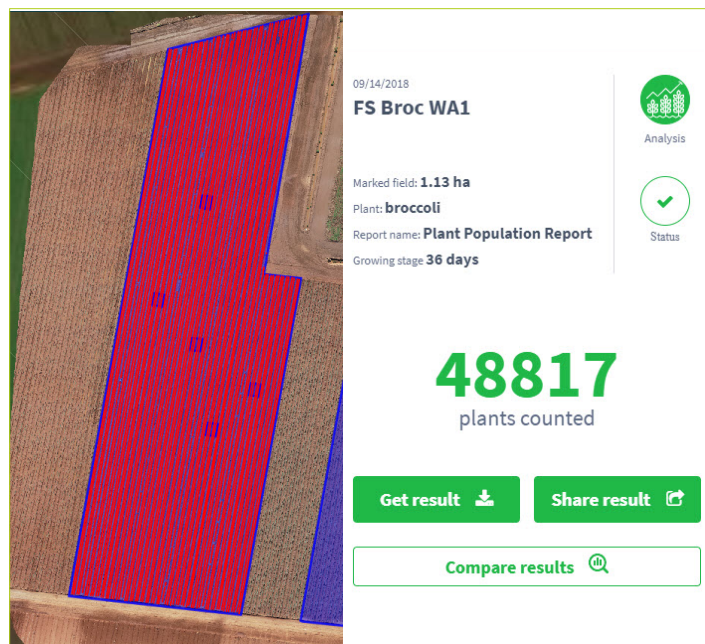 09/14/2018
FS Broc WA1
Analysis
Marked field: 1.13 ha
Plant: broccoli
Report name: Plant Population Report
Growing stage 36 days
Status
48817
plants counted
Get result
Share result
Compare results